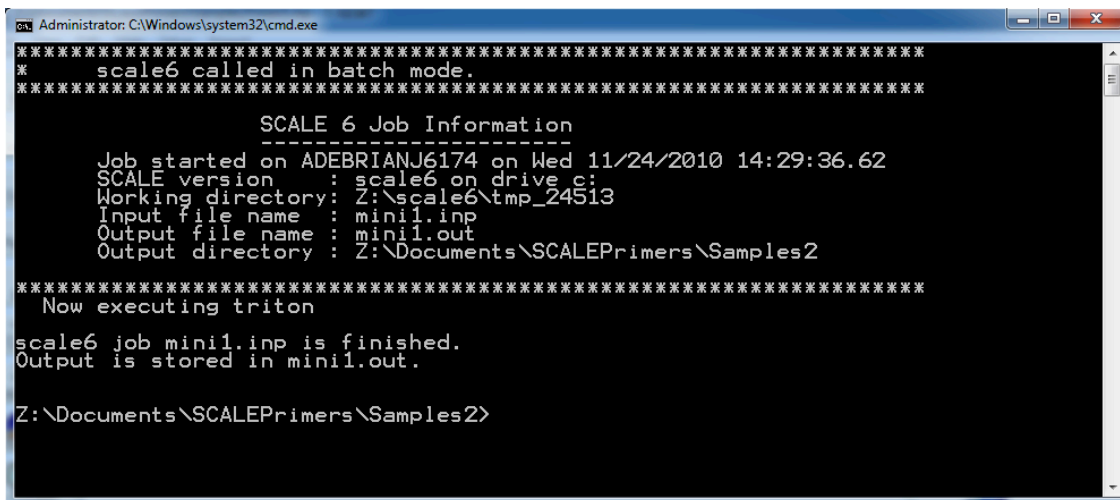 Administrator: C:\Windows\system32\cmd.exe
*******************************************************************
*      scale6 called in batch mode.
*******************************************************************
SCALE 6 Job Information
-----------------------
Job started on ADEBRIANJ6174 on Wed 11/24/2010 14:29:36.62
SCALE version    : scale6 on drive c:
Working directory: Z:\scale6\tmp_24513
Input file name  : mini1.inp
Output file name : mini1.out
Output directory : Z:\Documents\SCALEPrimers\Samples2
*******************************************************************
Now executing triton
scale6 job mini1.inp is finished.
Output is stored in mini1.out.
Z:\Documents\SCALEPrimers\Samples2>